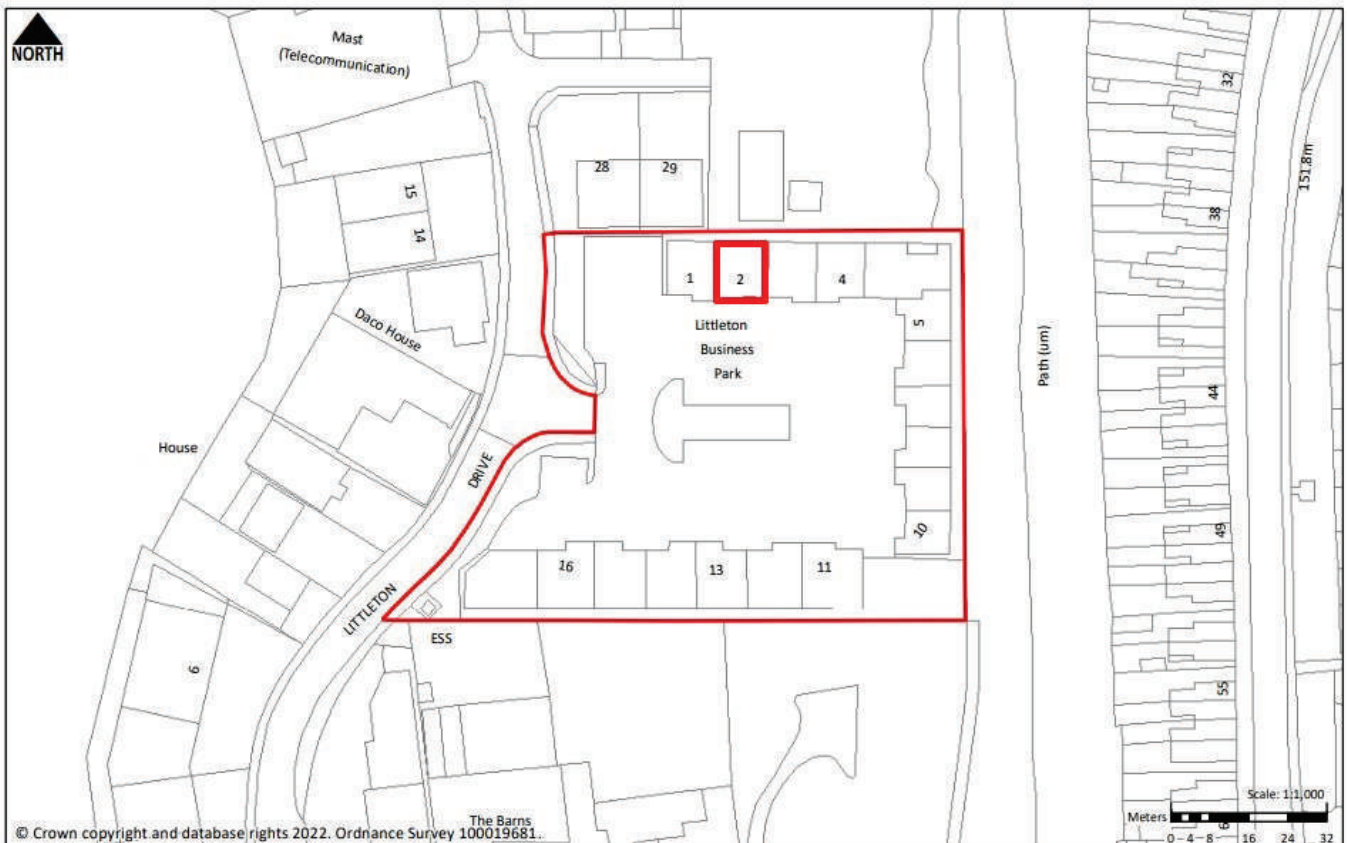 NORTH
Mast
(Telecommunication)
32
28
29
151.8m
15
14
38
1
2
4
Daco House
Littleton
Business
Park
5
Path (um)
44
House
DRIVE
10
49
16
13
11
LITTLETON
ESS
6
55
Scale: 1:1,000
Meters
0 4 8 16 24 32
The Barns
© Crown copyright and database rights 2022. Ordnance Survey 100019681.